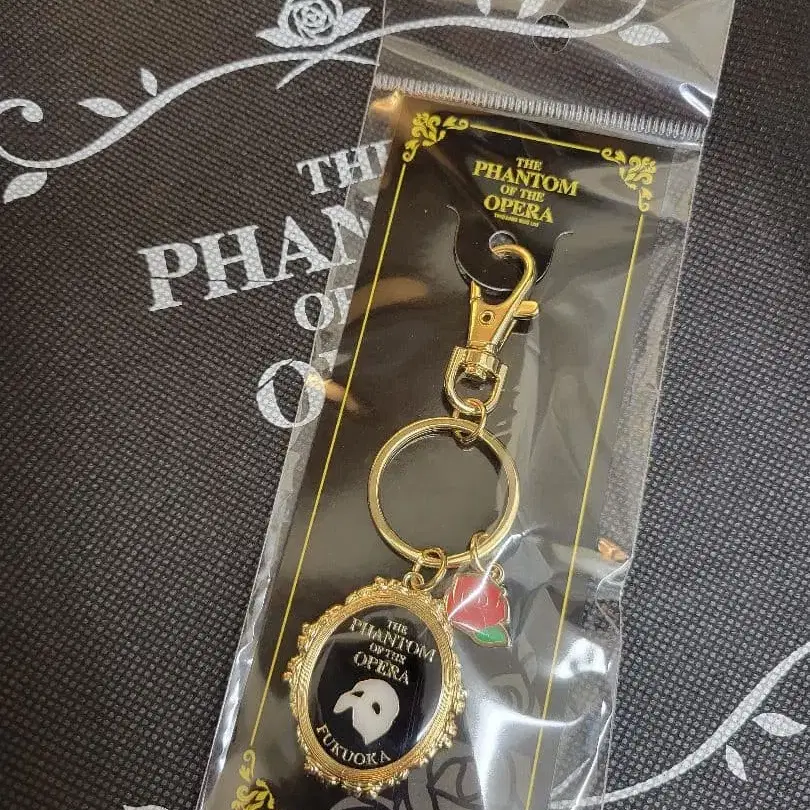 THE
PHANTOM
OF THE
OPERA
THE
PHAN
OF
O
THE
PHANTOM
OF THE
OPERA
FUKUOKA